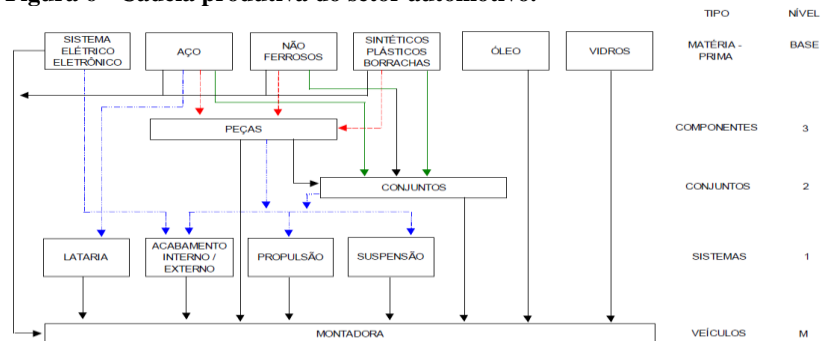 Figura 6 – Cadeia produtiva do setor automotivo.
TIPO
NÍVEL
SISTEMA
ELÉTRICO
ELETRÔNICO
AÇO
NÃO
FERROSOS
SINTÉTICOS
PLÁSTICOS
BORRACHAS
ÓLEO
VIDROS
MATÉRIA -
PRIMA
BASE
PEÇAS
COMPONENTES
3
CONJUNTOS
CONJUNTOS
2
LATARIA
ACABAMENTO
INTERNO /
EXTERNO
PROPULSÃO
SUSPENSÃO
SISTEMAS
1
MONTADORA
VEÍCULOS
M